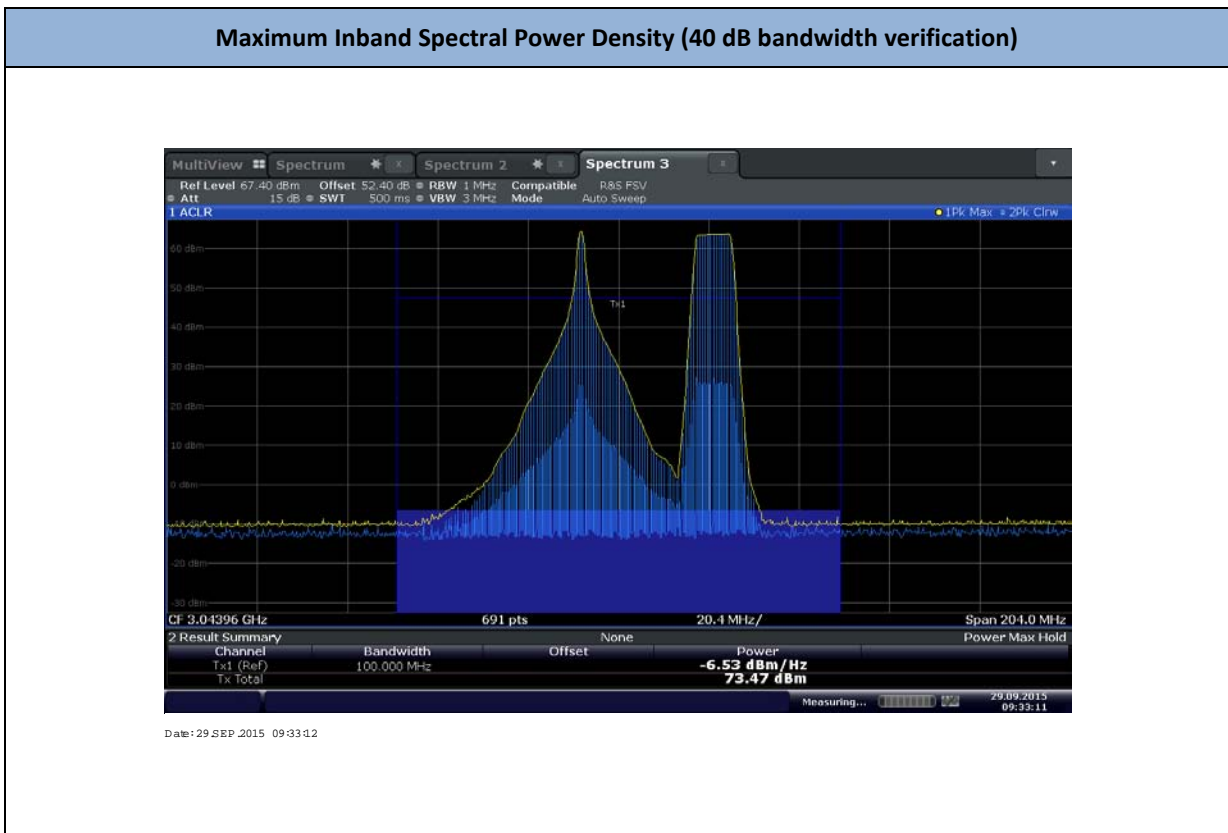 Maximum Inband Spectral Power Density (40 dB bandwidth verification)
MultiView Spectrum * x Spectrum 2 * x Spectrum 3 x
Ref Level 67.40 dBm Offset 52.40 dB RBW 1 MHz Compatible R&S FSV
Att 15 dB SWT 500 ms VBW 3 MHz Mode Auto Sweep
1 ACLR 1Pk Max 2Pk Clrw
60 dBm
50 dBm
Tx1
40 dBm
30 dBm
20 dBm
10 dBm
0 dBm
-20 dBm
-30 dBm
CF 3.04396 GHz 691 pts 20.4 MHz/ Span 204.0 MHz
2 Result Summary None Power Max Hold
Channel Bandwidth Offset Power
Tx1 (Ref) 100.000 MHz -6.53 dBm/Hz
Tx Total 73.47 dBm
Measuring... 29.09.2015
09:33:11
Date: 29.SEP.2015 09:33:12